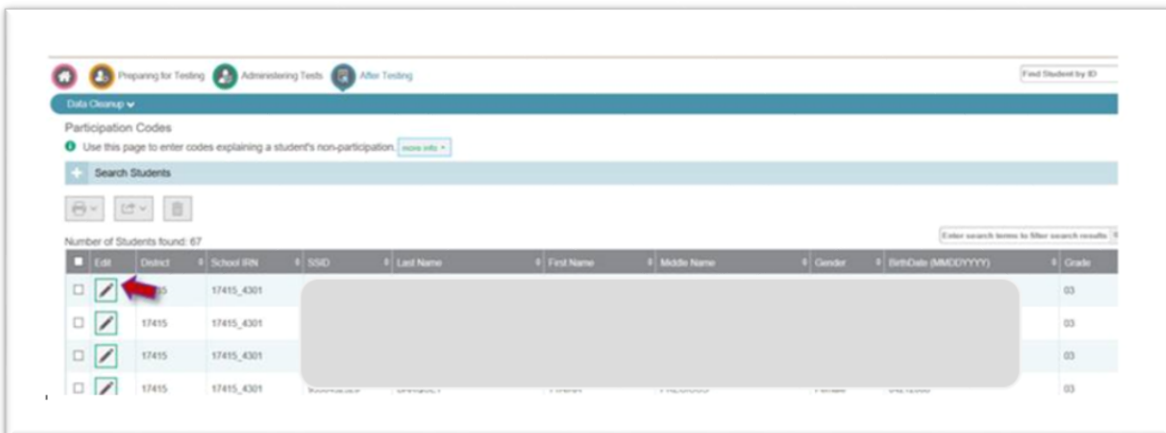 Preparing for Testing Administering Tests After Testing Find Student by ID
Data Cleanup
Participation Codes
Use this page to enter codes explaining a student's non-participation. more info
Search Students
Number of Students found: 67 Enter search terms to filter search results
Edit District School IRN SSID Last Name First Name Middle Name Gender BirthDate (MMDDYYYY) Grade
17415_4301 03
17415 17415_4301 03
17415 17415_4301 03
17415 17415_4301 03